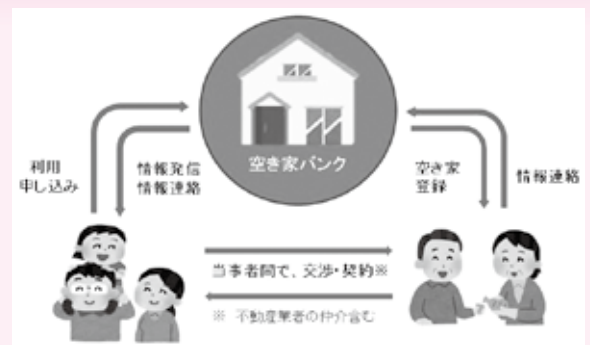 空き家バンク
利用
申し込み
情報発信
情報連絡
空き家
登録
情報連絡
当事者間で、交渉・契約※
※ 不動産業者の仲介含む